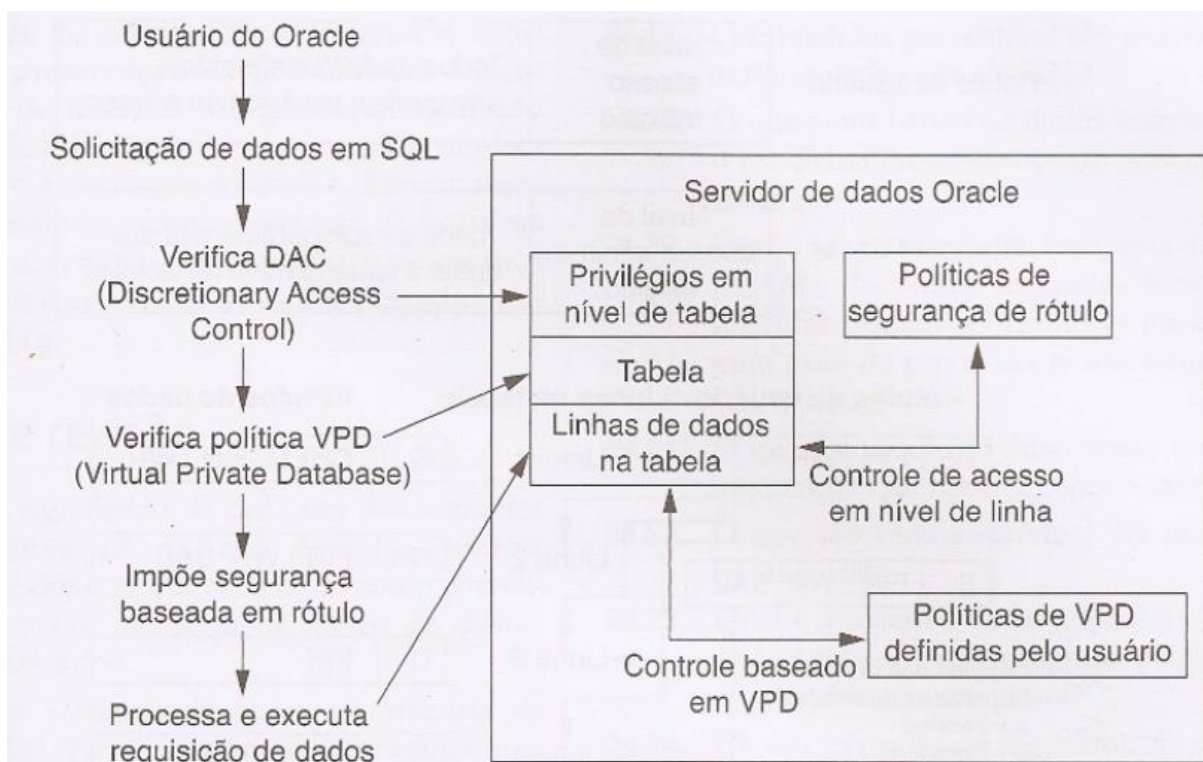 Usuário do Oracle
Solicitação de dados em SQL
Verifica DAC
(Discretionary Access
Control)
Verifica política VPD
(Virtual Private Database)
Impõe segurança
baseada em rótulo
Processa e executa
requisição de dados
Servidor de dados Oracle
Privilégios em
nível de tabela
Tabela
Linhas de dados
na tabela
Políticas de
segurança de rótulo
Controle de acesso
em nível de linha
Políticas de VPD
definidas pelo usuário
Controle baseado
em VPD